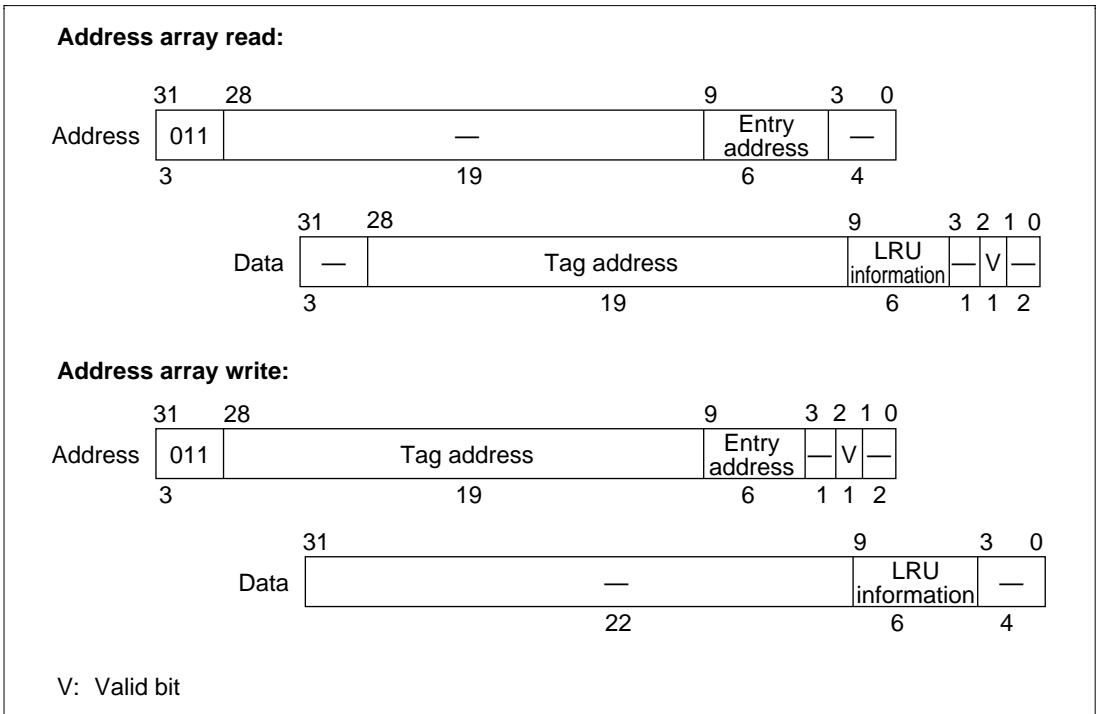 Address array read:
31 28 9 3 0
Address 011 — Entry address —
3 19 6 4
31 28 9 3 2 1 0
Data — Tag address LRU information — V —
3 19 6 1 1 2
Address array write:
31 28 9 3 2 1 0
Address 011 Tag address Entry address — V —
3 19 6 1 1 2
31 9 3 0
Data — LRU information —
22 6 4
V: Valid bit